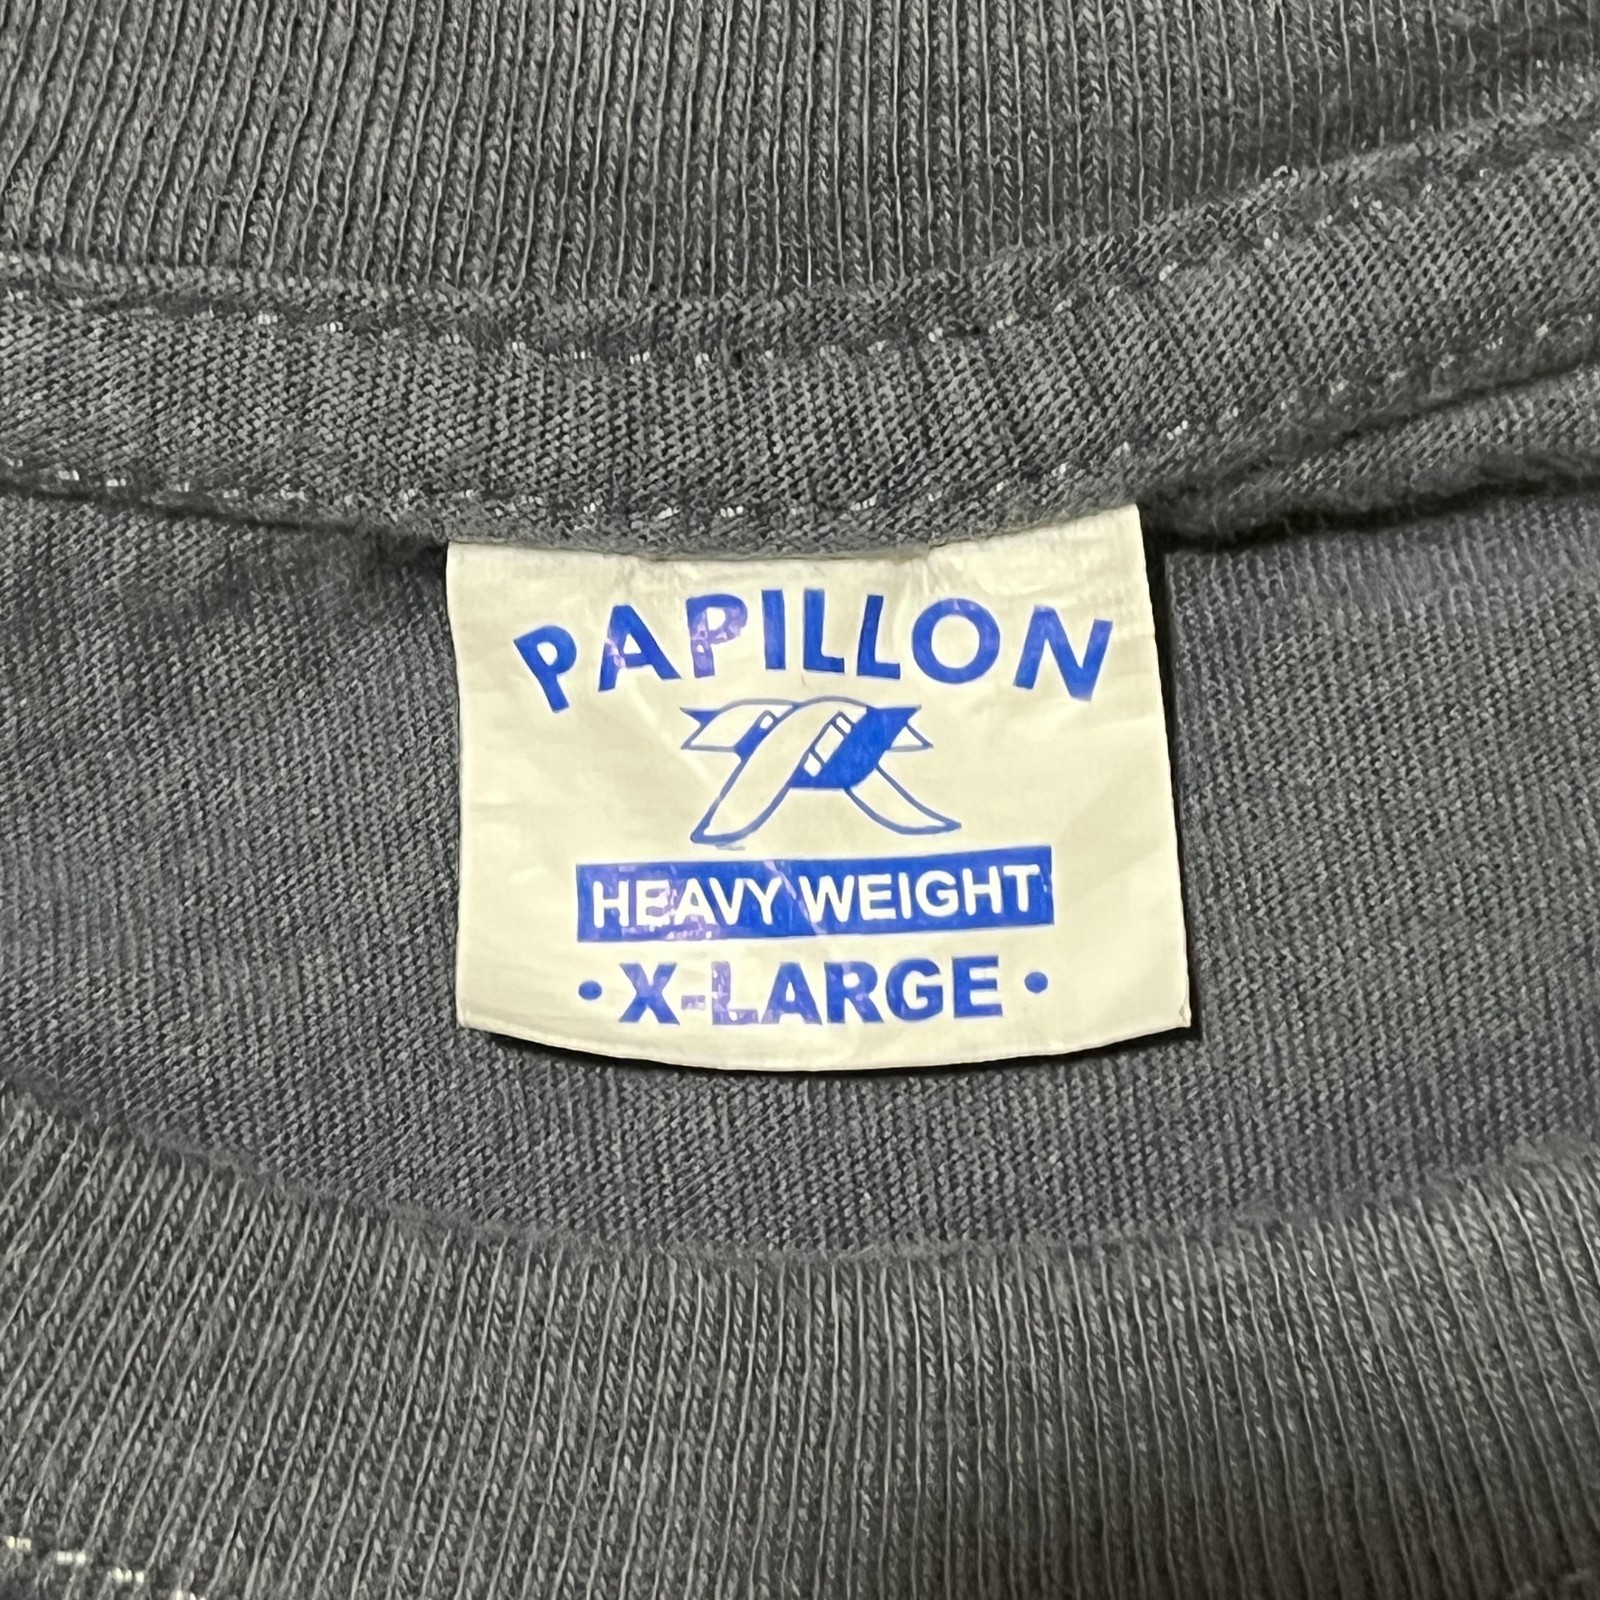 PAPILLON
HEAVY WEIGHT
• X-LARGE •